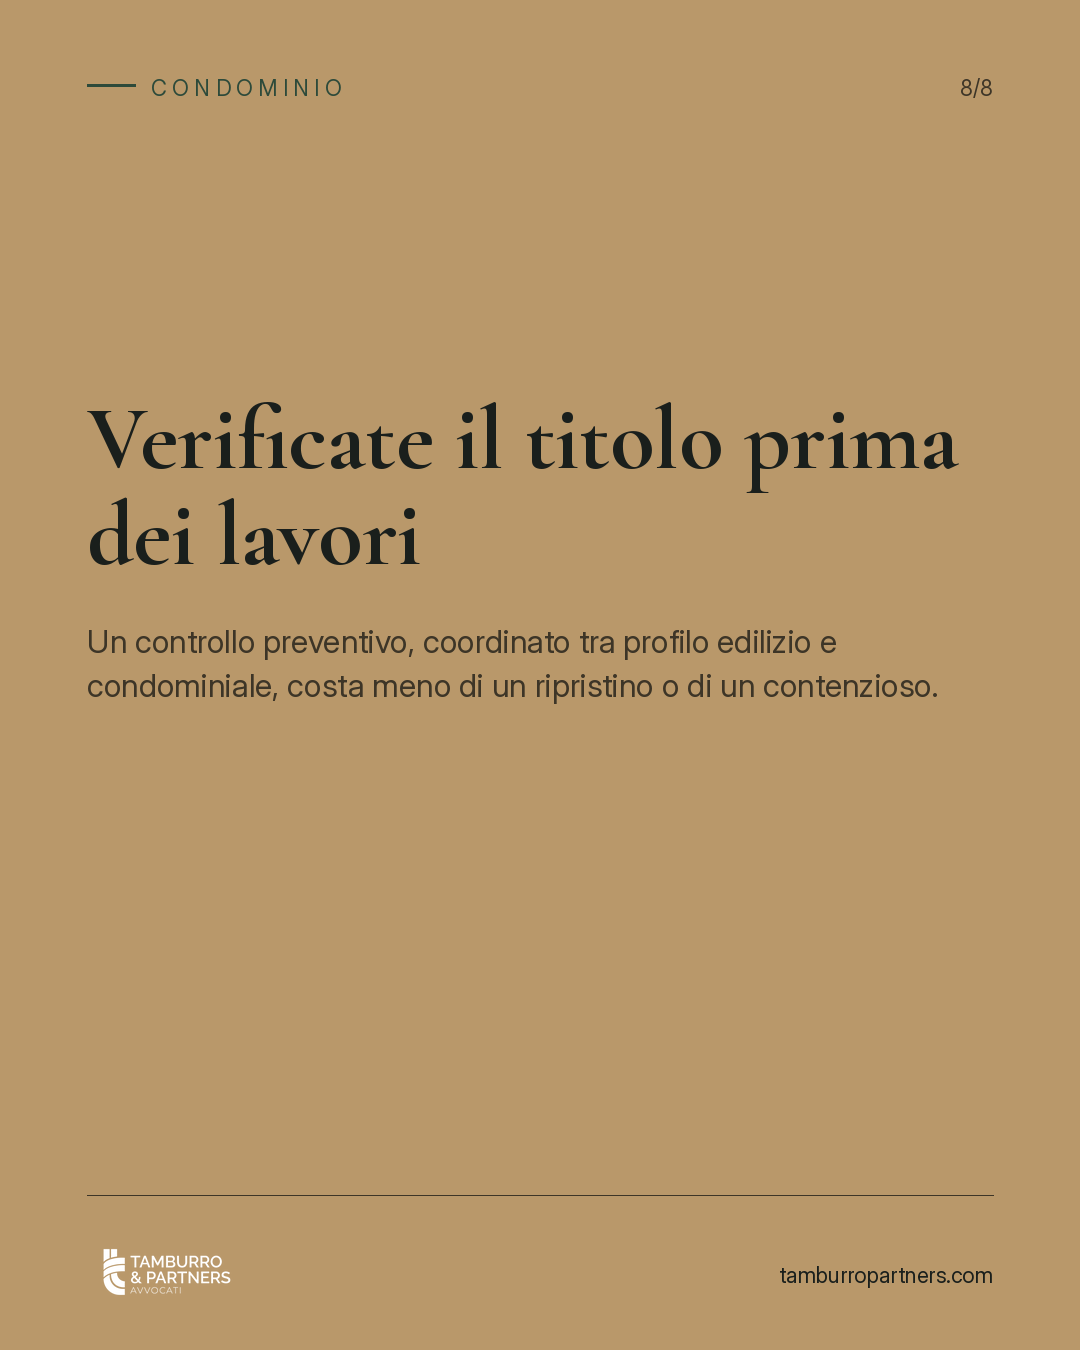 CONDOMINIO
8/8
Verificate il titolo prima
dei lavori
Un controllo preventivo, coordinato tra profilo edilizio e
condominiale, costa meno di un ripristino o di un contenzioso.
TAMBURRO
& PARTNERS
AVVOCATI
tamburropartners.com